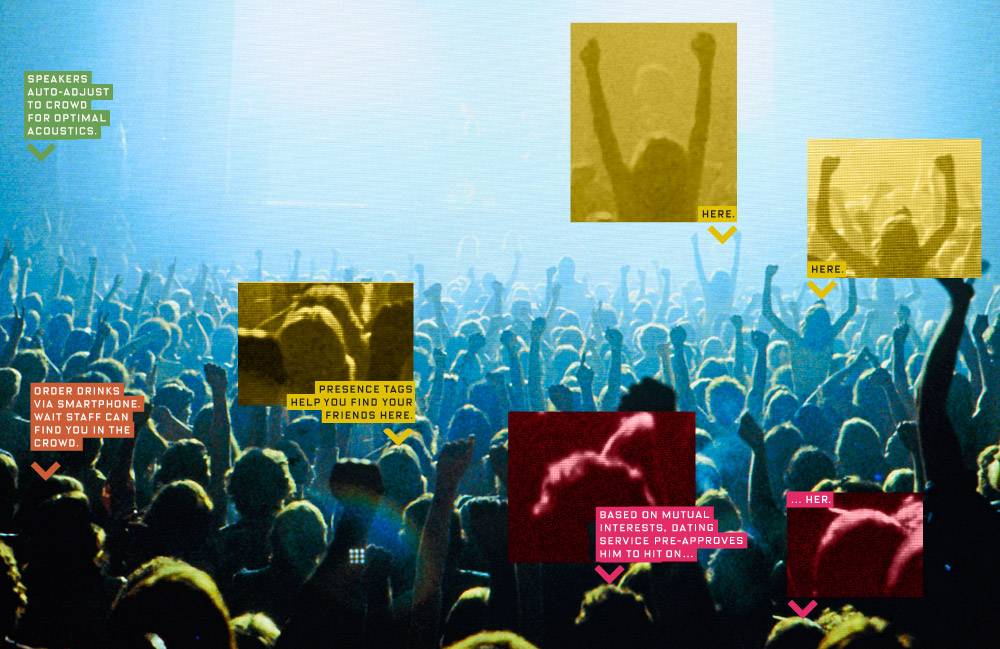 SPEAKERS
AUTO-ADJUST
TO CROWD
FOR OPTIMAL
ACOUSTICS.
HERE.
HERE.
PRESENCE TAGS
HELP YOU FIND YOUR
FRIENDS HERE.
ORDER DRINKS
VIA SMARTPHONE.
WAIT STAFF CAN
FIND YOU IN THE
CROWD.
BASED ON MUTUAL
INTERESTS, DATING
SERVICE PRE-APPROVES
HIM TO HIT ON...
... HER.